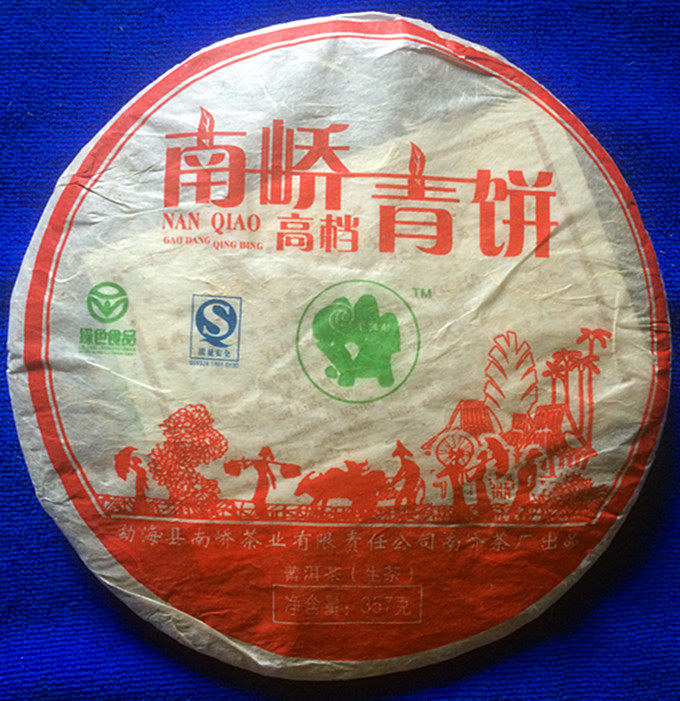 南峤
青饼
NAN QIAO
高档
GAO DANG QING BING
TM
绿色食品
QS
质量安全
勐海县南峤茶业有限责任公司南峤茶厂出品
普洱茶（生茶）
净含量：357克